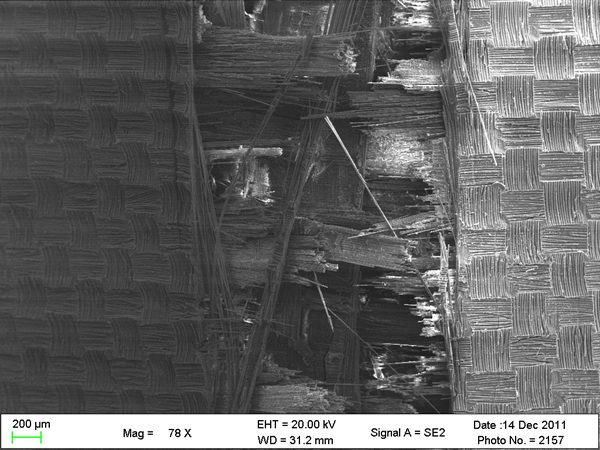 200 µm
Mag = 78 X
EHT = 20.00 kV
WD = 31.2 mm
Signal A = SE2
Date :14 Dec 2011
Photo No. = 2157